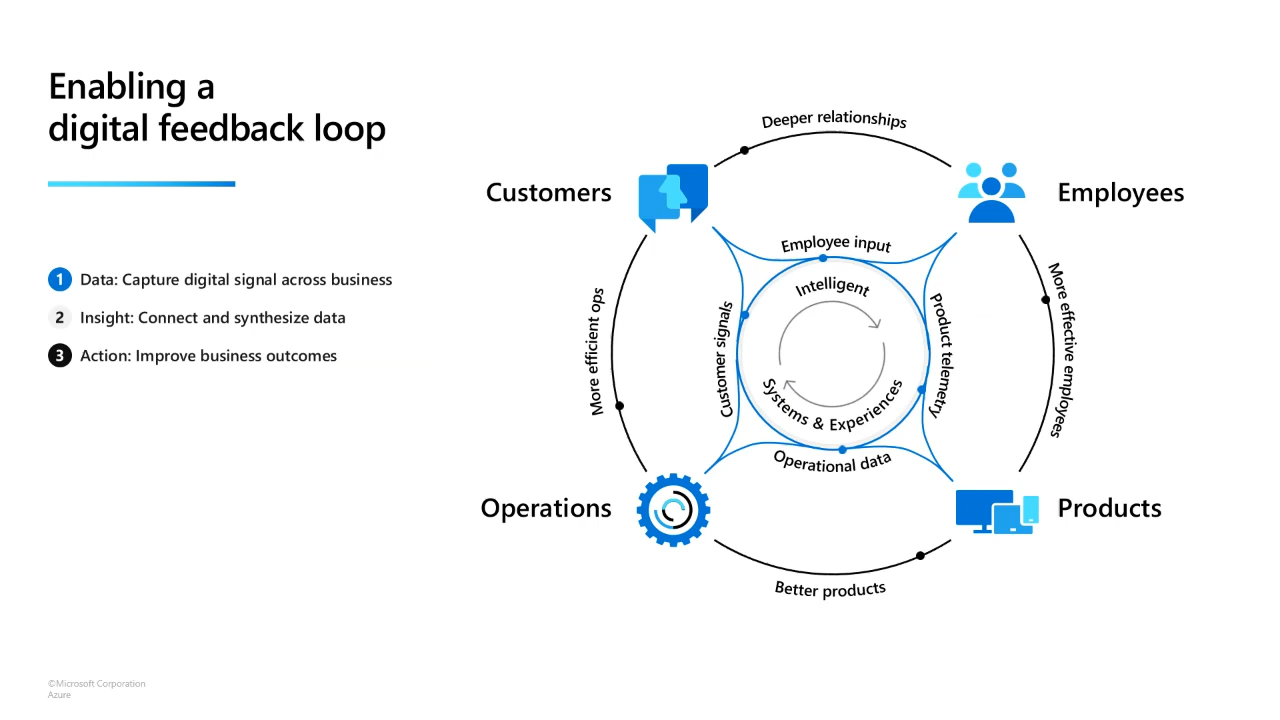 Enabling a
digital feedback loop
1 Data: Capture digital signal across business
2 Insight: Connect and synthesize data
3 Action: Improve business outcomes
Deeper relationships
Customers
Employees
Employee input
Intelligent
More efficient ops
Customer signals
Product telemetry
More effective employees
Systems & Experiences
Operational data
Operations
Products
Better products
©Microsoft Corporation
Azure